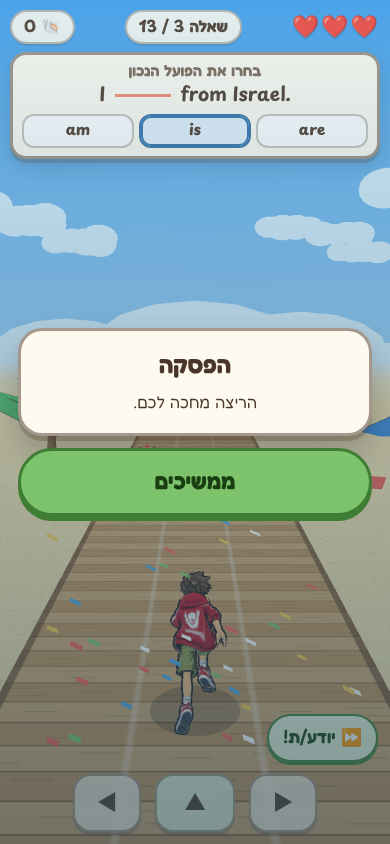 0
שאלה 3 / 13
בחרו את הפועל הנכון
I ——— from Israel.
am
is
are
הפסקה
הריצה מחכה לכם.
ממשיכים
יודע/ת!